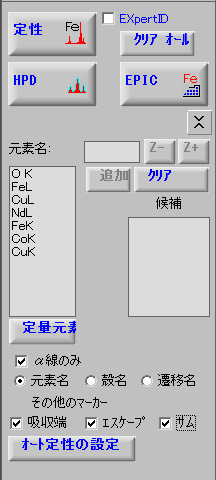 定性 Fe
EXpertID
ｸﾘｱ ｵｰﾙ
HPD
EPIC Fe
元素名:
Z-
Z+
追加
ｸﾘｱ
候補
O K
FeL
CuL
NdL
FeK
CoK
CuK
定量元素
α線のみ
元素名 殻名 遷移名
その他のマーカー
吸収端 ｴｽｹｰﾌﾟ ｻﾑ
ｵｰﾄ定性の設定